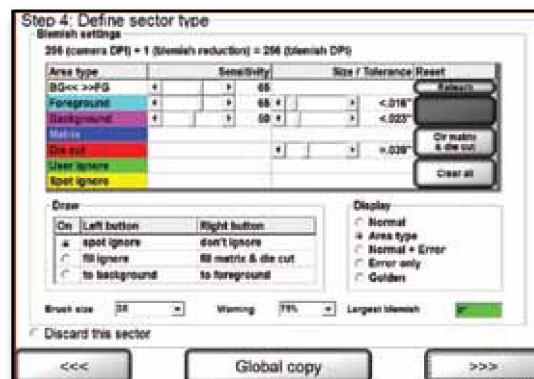 Step 4: Define sector type
Blemish settings
256 (camera DPI) ÷ 1 (blemish reduction) = 256 (blemish DPI)
Area type Sensitivity Size / Tolerance Reset
BG<< >>FG 65 Reteach
Foreground 65 <.016"
Background 50 <.023"
Matrix Clr matrix
Die cut =.039" & die cut
User ignore Clear all
Spot ignore
Draw Display
On Left button Right button
spot ignore don't ignore
fill ignore fill matrix & die cut
to background to foreground
Normal
Area type
Normal + Error
Error only
Golden
Brush size Warning 75% Largest blemish
Discard this sector
<<< Global copy >>>